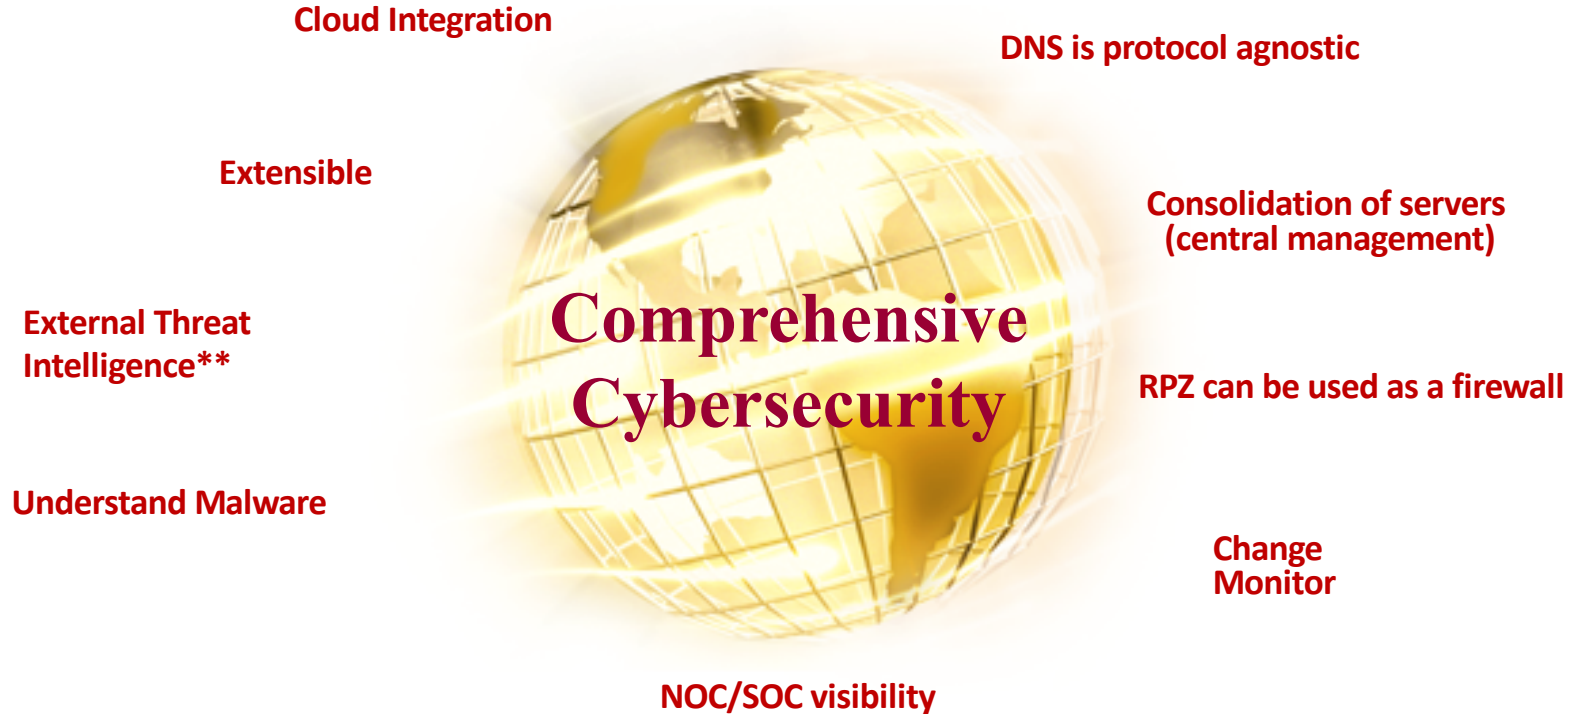 Cloud Integration
DNS is protocol agnostic
Extensible
Consolidation of servers
(central management)
External Threat
Intelligence**
Comprehensive
Cybersecurity
RPZ can be used as a firewall
Understand Malware
Change
Monitor
NOC/SOC visibility